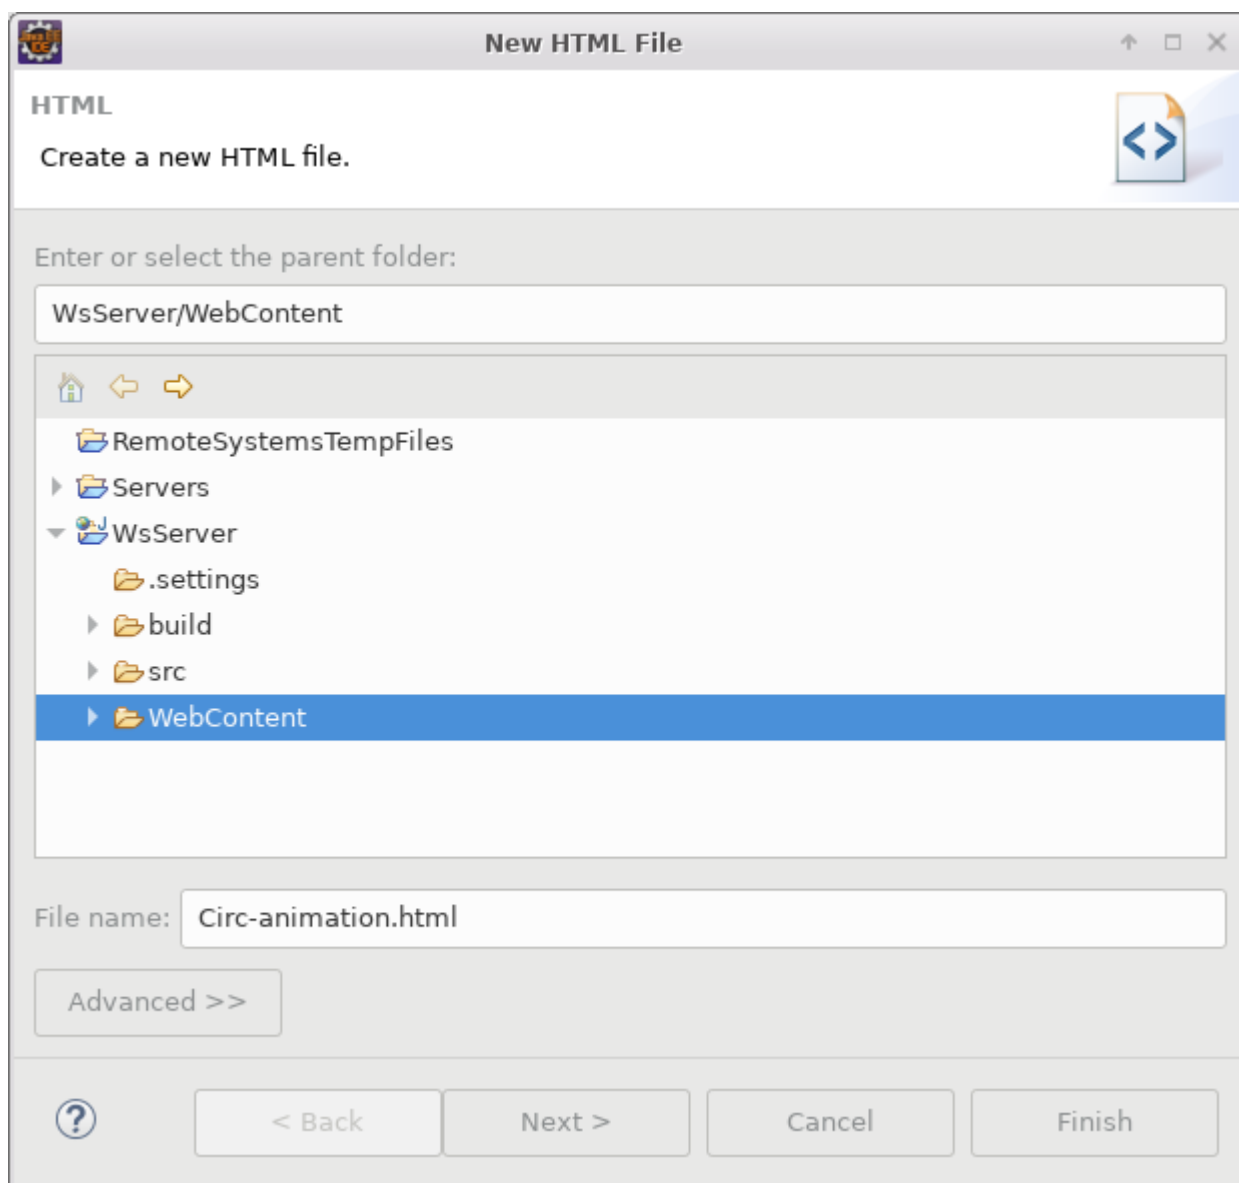 New HTML File
HTML
Create a new HTML file.
Enter or select the parent folder:
WsServer/WebContent
RemoteSystemsTempFiles
Servers
WsServer
.settings
build
src
WebContent
File name: Circ-animation.html
Advanced >>
? < Back Next > Cancel Finish